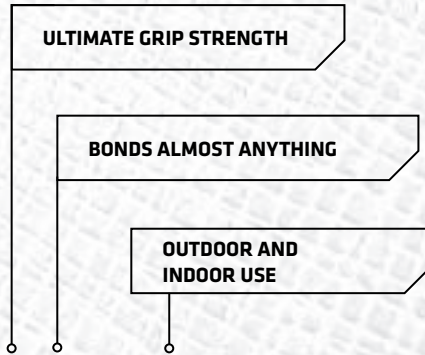 ULTIMATE GRIP STRENGTH
BONDS ALMOST ANYTHING
OUTDOOR AND
INDOOR USE